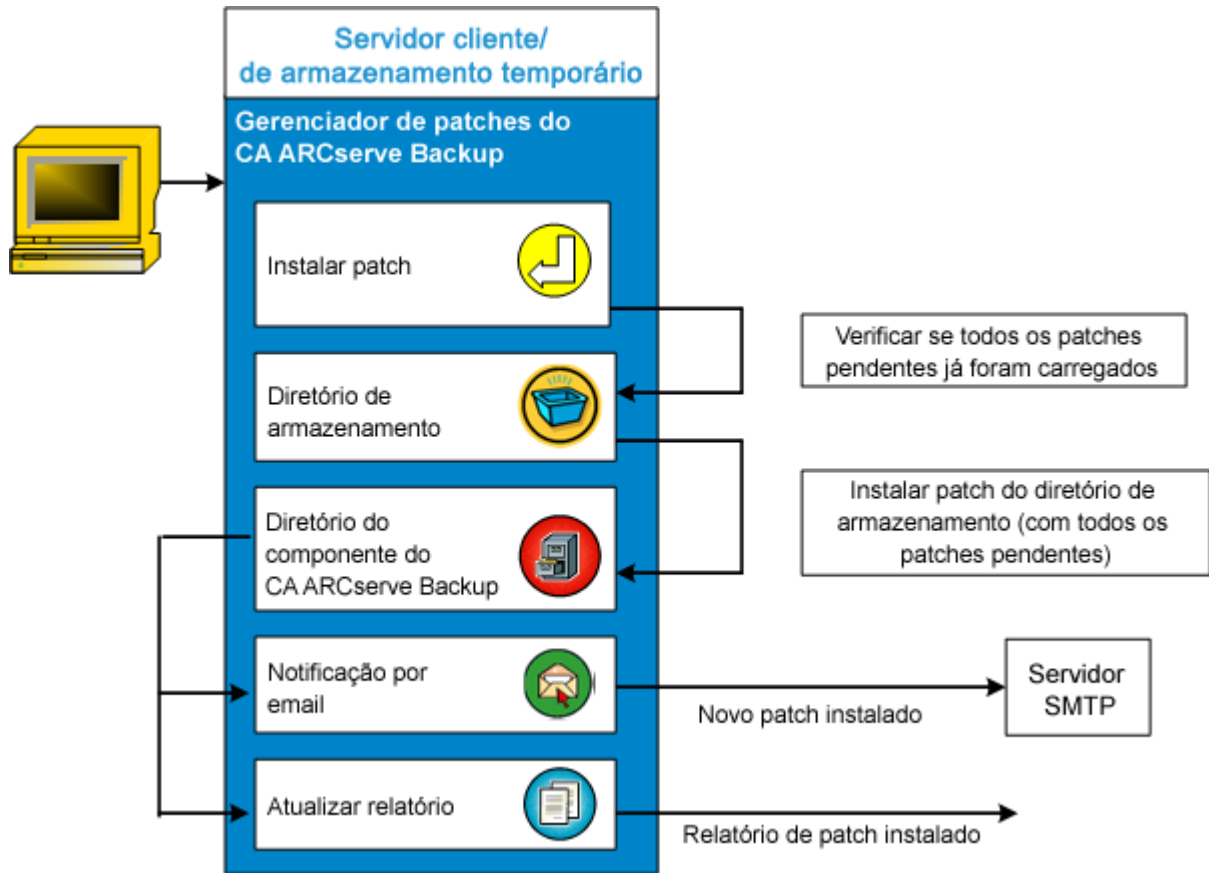 Servidor cliente/
de armazenamento temporário
Gerenciador de patches do
CA ARCserve Backup
Instalar patch
Verificar se todos os patches
pendentes já foram carregados
Diretório de
armazenamento
Instalar patch do diretório de
armazenamento (com todos os
patches pendentes)
Diretório do
componente do
CA ARCserve Backup
Notificação por
email
Novo patch instalado
Servidor
SMTP
Atualizar relatório
Relatório de patch instalado